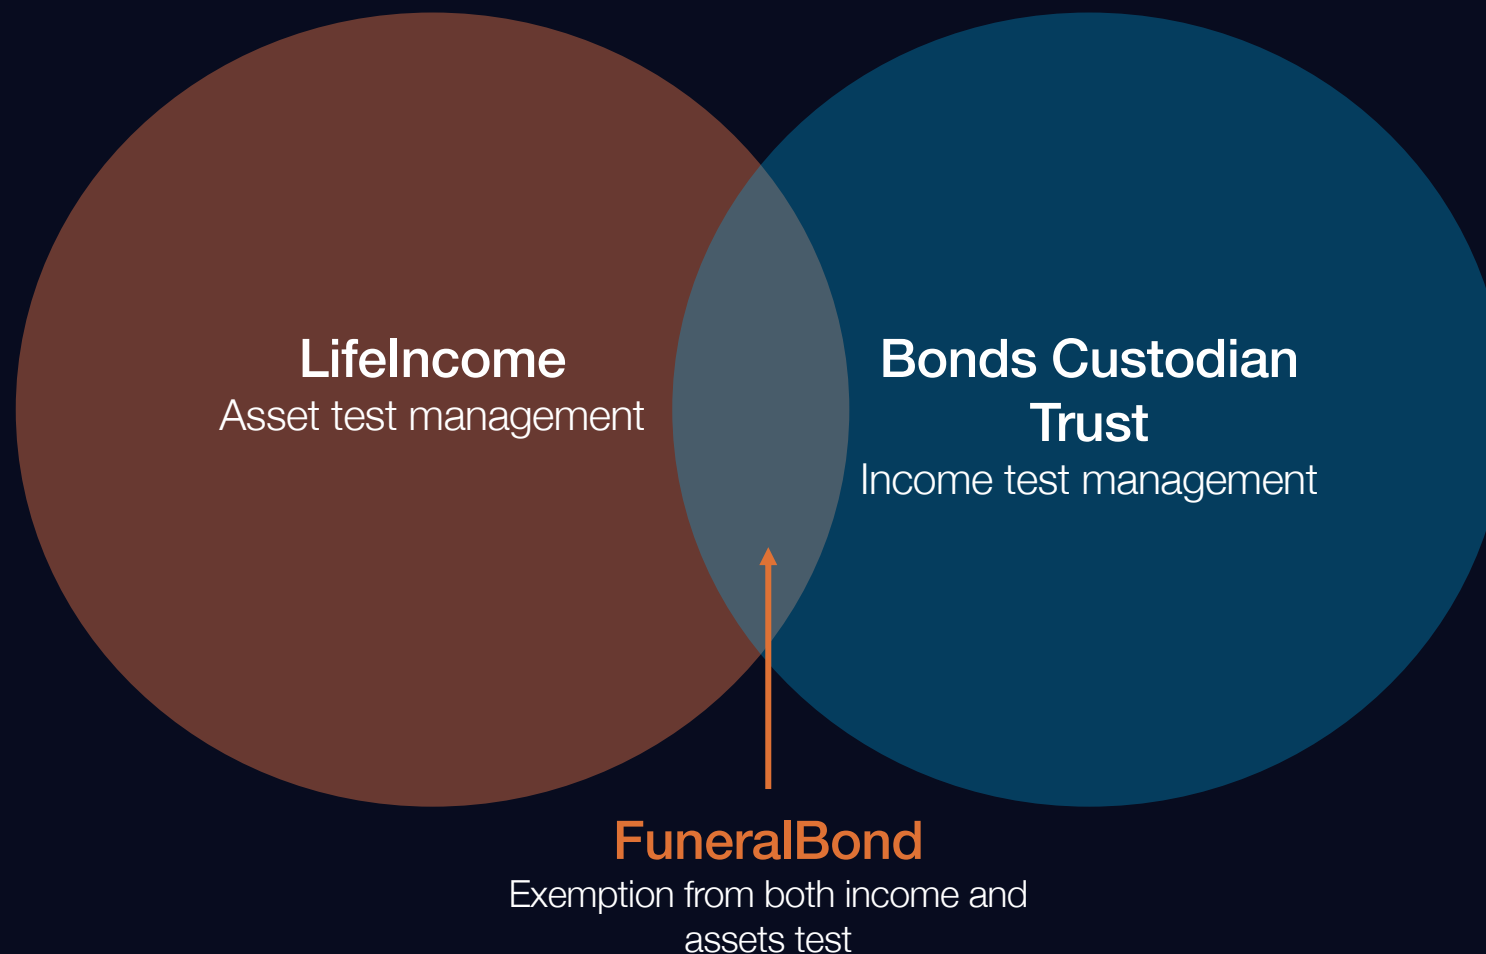 LifeIncome
Asset test management
Bonds Custodian
Trust
Income test management
FuneralBond
Exemption from both income and
assets test